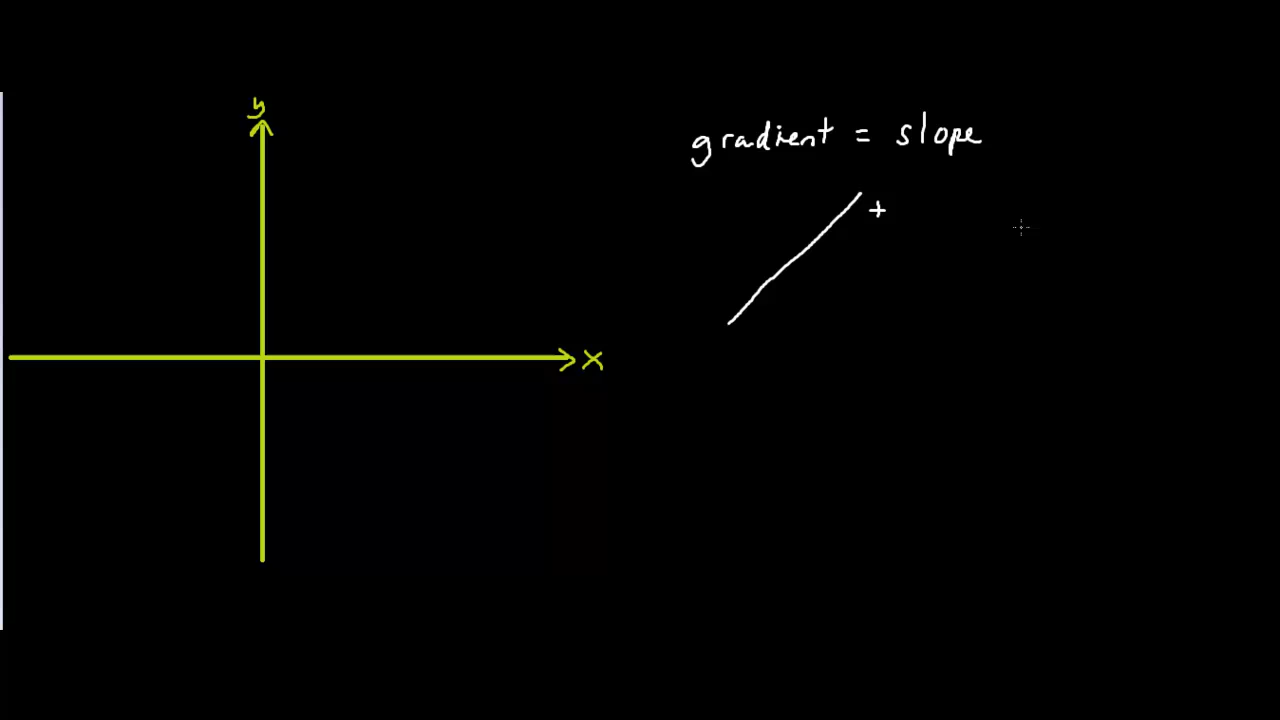 y
gradient = slope
+
x